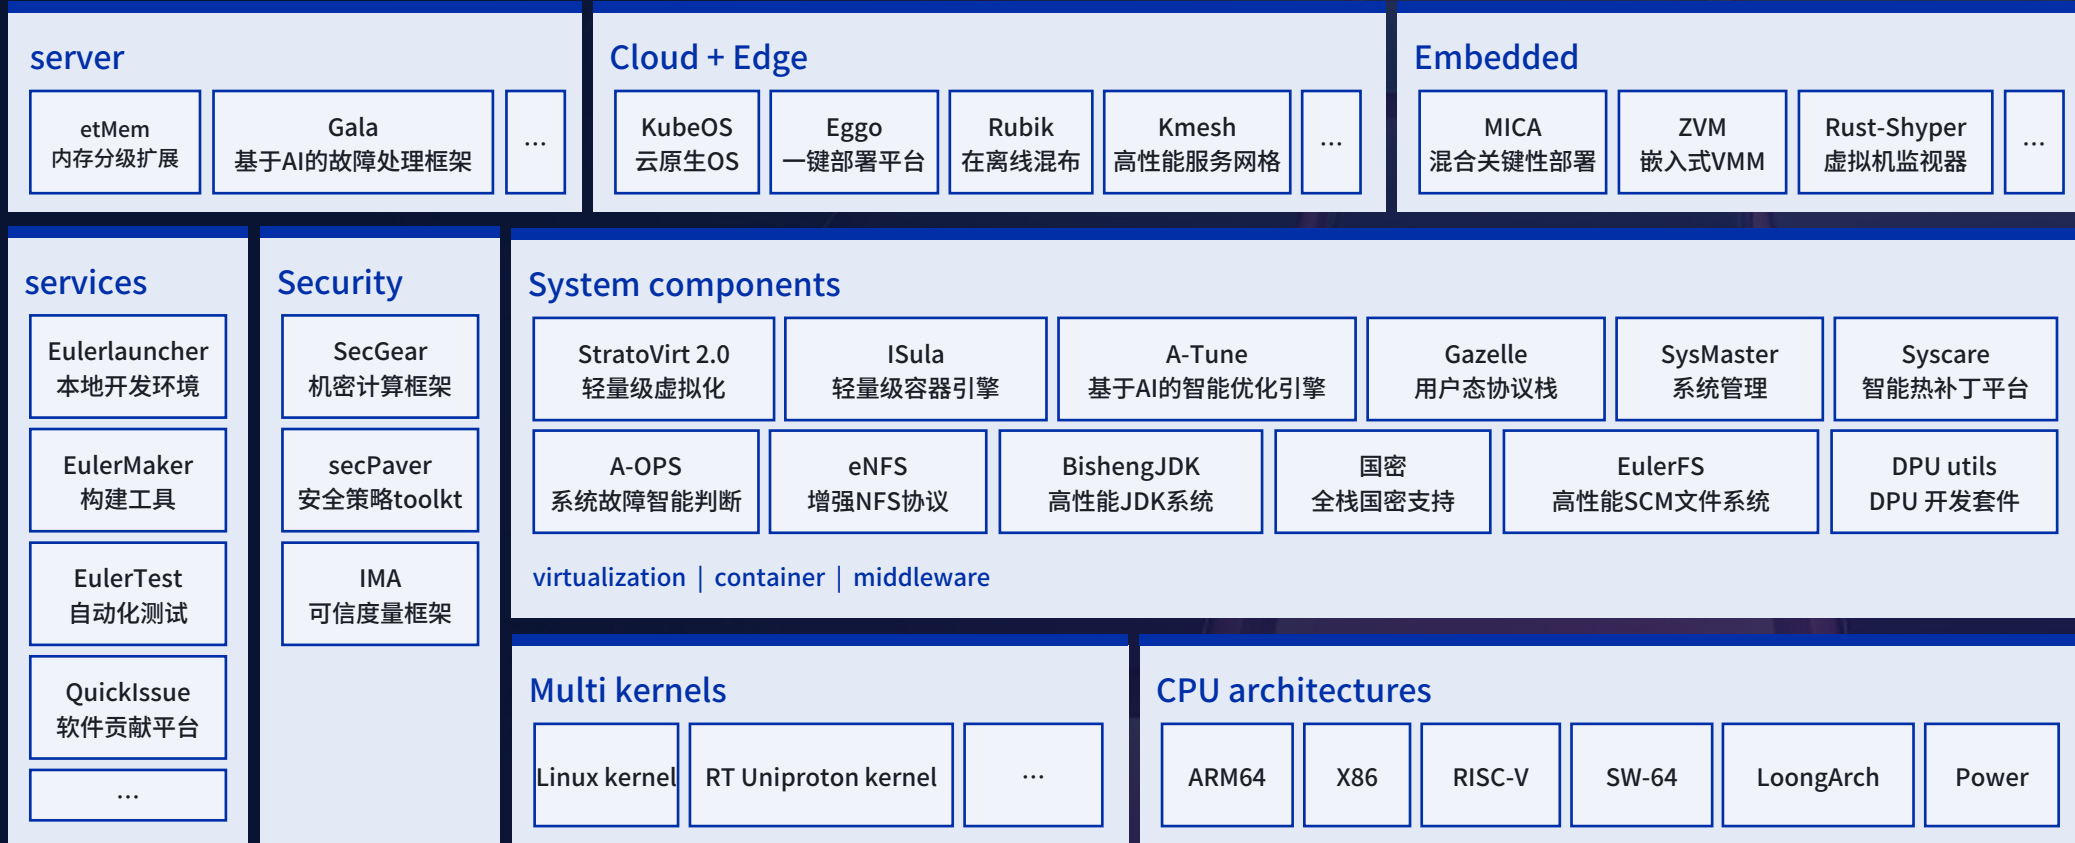 server
etMem
内存分级扩展
Gala
基于AI的故障处理框架
...
Cloud + Edge
KubeOS
云原生OS
Eggo
一键部署平台
Rubik
在离线混布
Kmesh
高性能服务网格
...
Embedded
MICA
混合关键性部署
ZVM
嵌入式VMM
Rust-Shyper
虚拟机监视器
...
services
Eulerlauncher
本地开发环境
EulerMaker
构建工具
EulerTest
自动化测试
QuickIssue
软件贡献平台
...
Security
SecGear
机密计算框架
secPaver
安全策略toolkt
IMA
可信度量框架
System components
StratoVirt 2.0
轻量级虚拟化
ISula
轻量级容器引擎
A-Tune
基于AI的智能优化引擎
Gazelle
用户态协议栈
SysMaster
系统管理
Syscare
智能热补丁平台
A-OPS
系统故障智能判断
eNFS
增强NFS协议
BishengJDK
高性能JDK系统
国密
全栈国密支持
EulerFS
高性能SCM文件系统
DPU utils
DPU 开发套件
virtualization | container | middleware
Multi kernels
Linux kernel
RT Uniproton kernel
...
CPU architectures
ARM64
X86
RISC-V
SW-64
LoongArch
Power